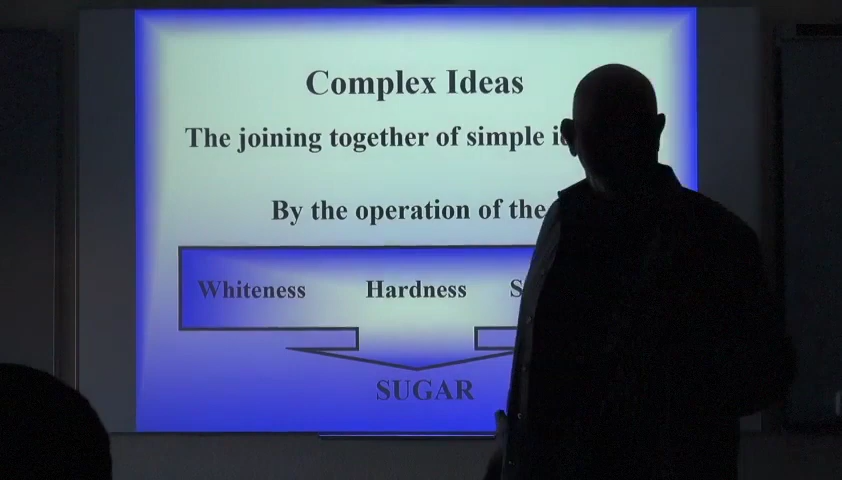 Complex Ideas
The joining together of simple
By the operation of the
Whiteness Hardness
SUGAR